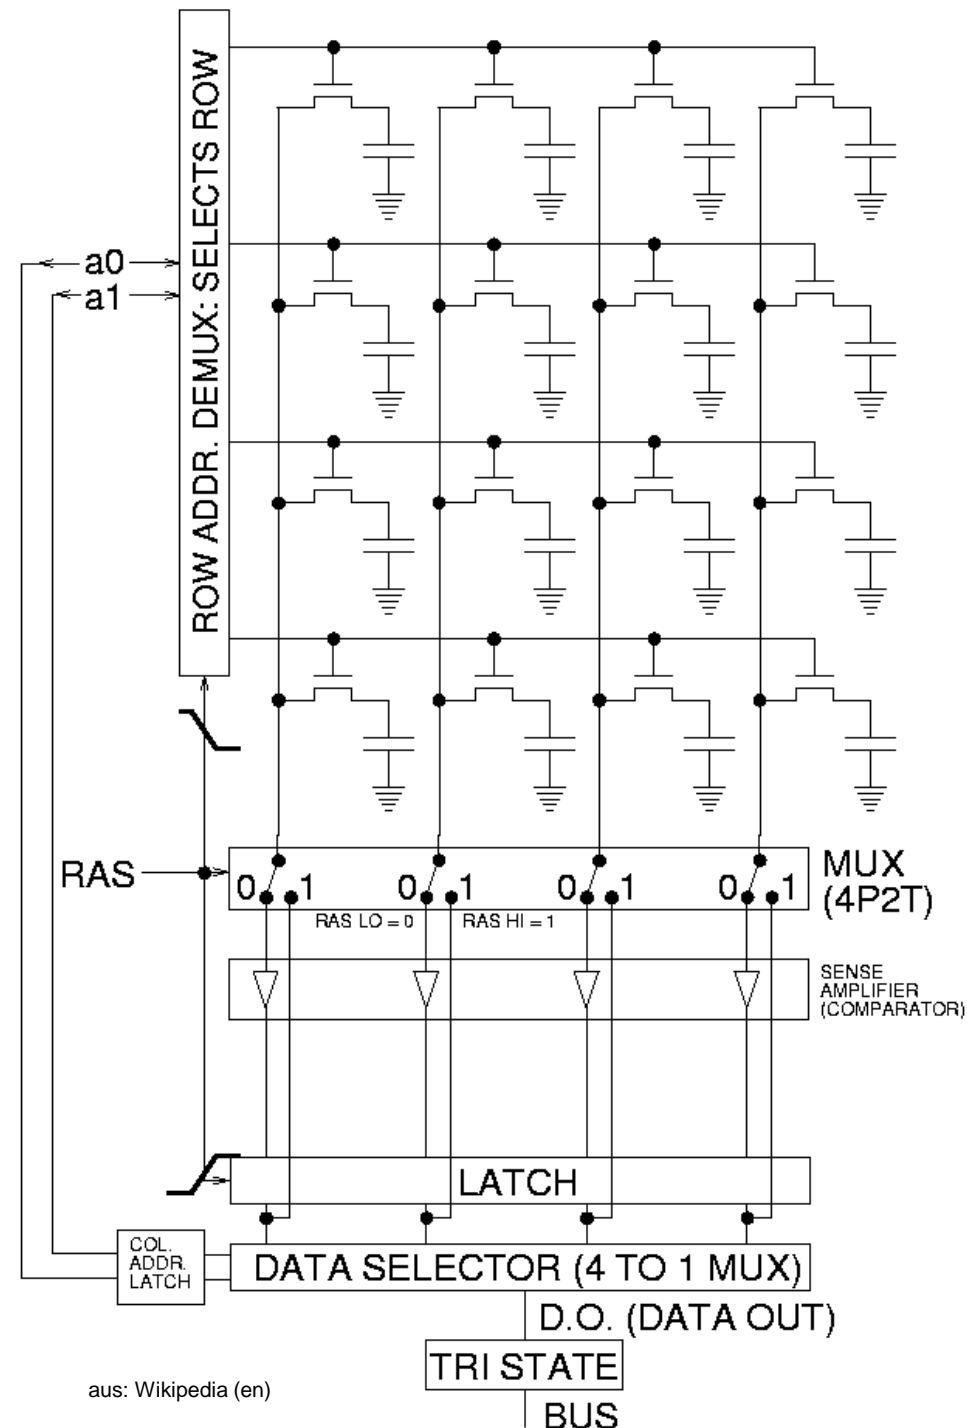 ROW ADDR. DEMUX: SELECTS ROW
a0
a1
RAS
0 1 0 1 0 1 0 1
MUX
(4P2T)
RAS LO = 0 RAS HI = 1
SENSE
AMPLIFIER
(COMPARATOR)
LATCH
COL.
ADDR.
LATCH
DATA SELECTOR (4 TO 1 MUX)
D.O. (DATA OUT)
TRI STATE
aus: Wikipedia (en)
BUS